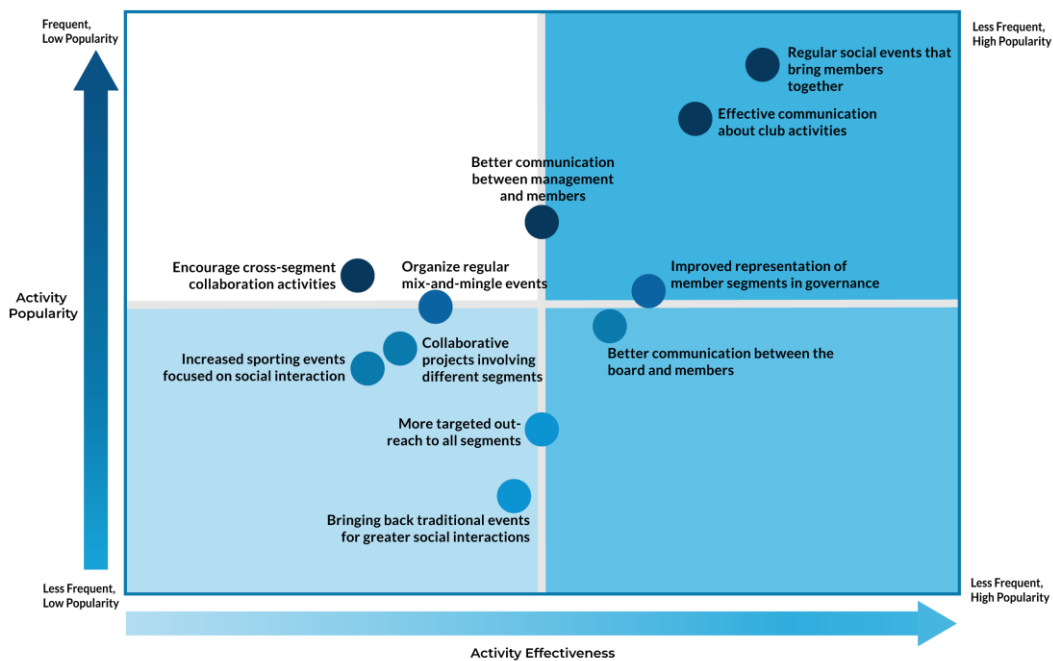 Frequent,
Low Popularity
Less Frequent,
High Popularity
Regular social events that
bring members
together
Effective communication
about club activities
Better communication
between management
and members
Encourage cross-segment
collaboration activities
Organize regular
mix-and-mingle events
Improved representation of
member segments in governance
Activity
Popularity
Increased sporting events
focused on social interaction
Collaborative
projects involving
different segments
Better communication between the
board and members
More targeted out-
reach to all segments
Bringing back traditional events
for greater social interactions
Less Frequent,
Low Popularity
Less Frequent,
High Popularity
Activity Effectiveness